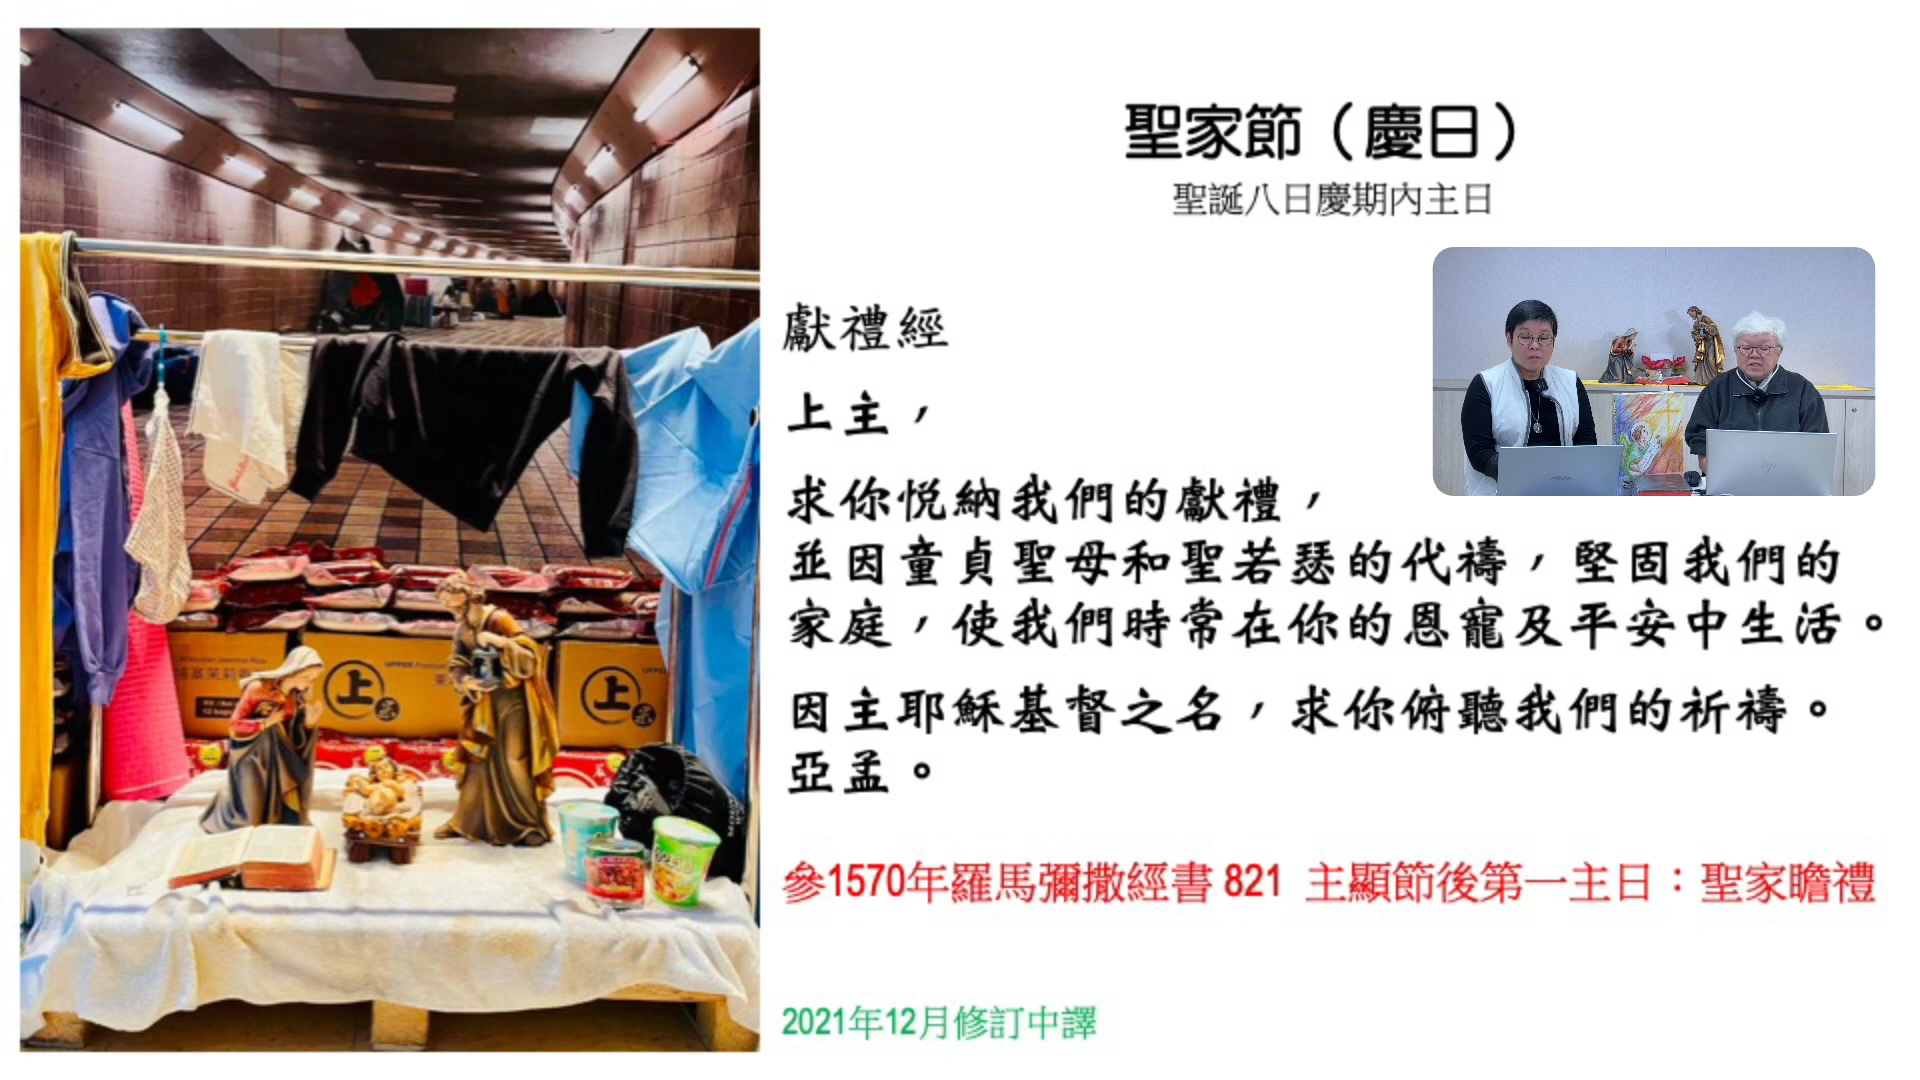 聖家節（慶日）
聖誕八日慶期內主日
獻禮經
上主，
求你悦納我們的獻禮，
並因童貞聖母和聖若瑟的代禱，堅固我們的
家庭，使我們時常在你的恩寵及平安中生活。
因主耶穌基督之名，求你俯聽我們的祈禱。
亞孟。
參1570年羅馬彌撒經書 821 主顯節後第一主日：聖家瞻禮
2021年12月修訂中譯
上
上